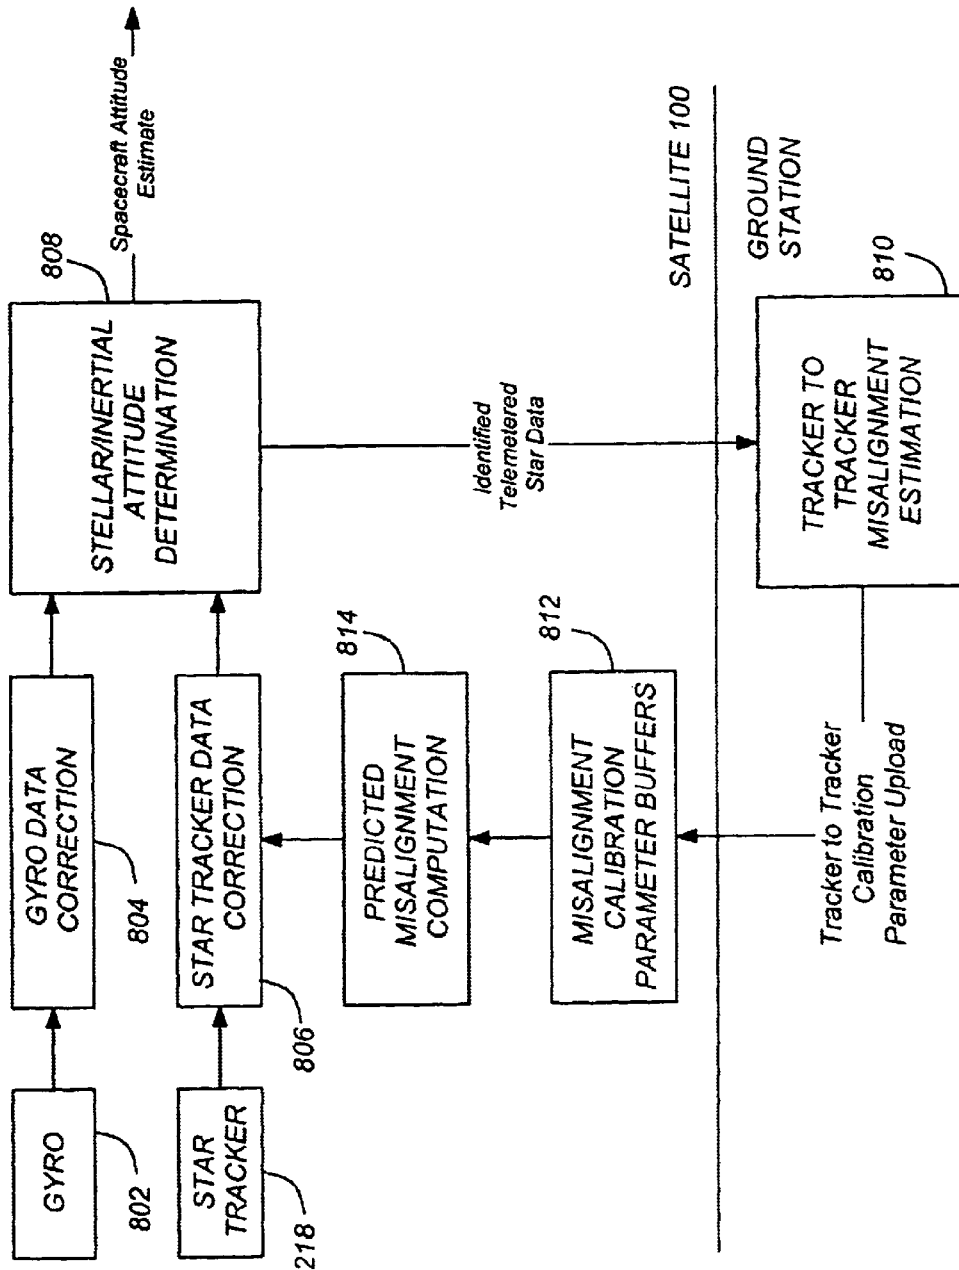 GYRO
802
GYRO DATA
CORRECTION
804
STELLAR/INERTIAL
ATTITUDE
DETERMINATION
808
Spacecraft Attitude
Estimate
STAR
TRACKER
218
STAR TRACKER DATA
CORRECTION
806
PREDICTED
MISALIGNMENT
COMPUTATION
814
Identified
Telemetered
Star Data
MISALIGNMENT
CALIBRATION
PARAMETER BUFFERS
812
SATELLITE 100
GROUND
STATION
Tracker to Tracker
Calibration
Parameter Upload
TRACKER TO
TRACKER
MISALIGNMENT
ESTIMATION
810